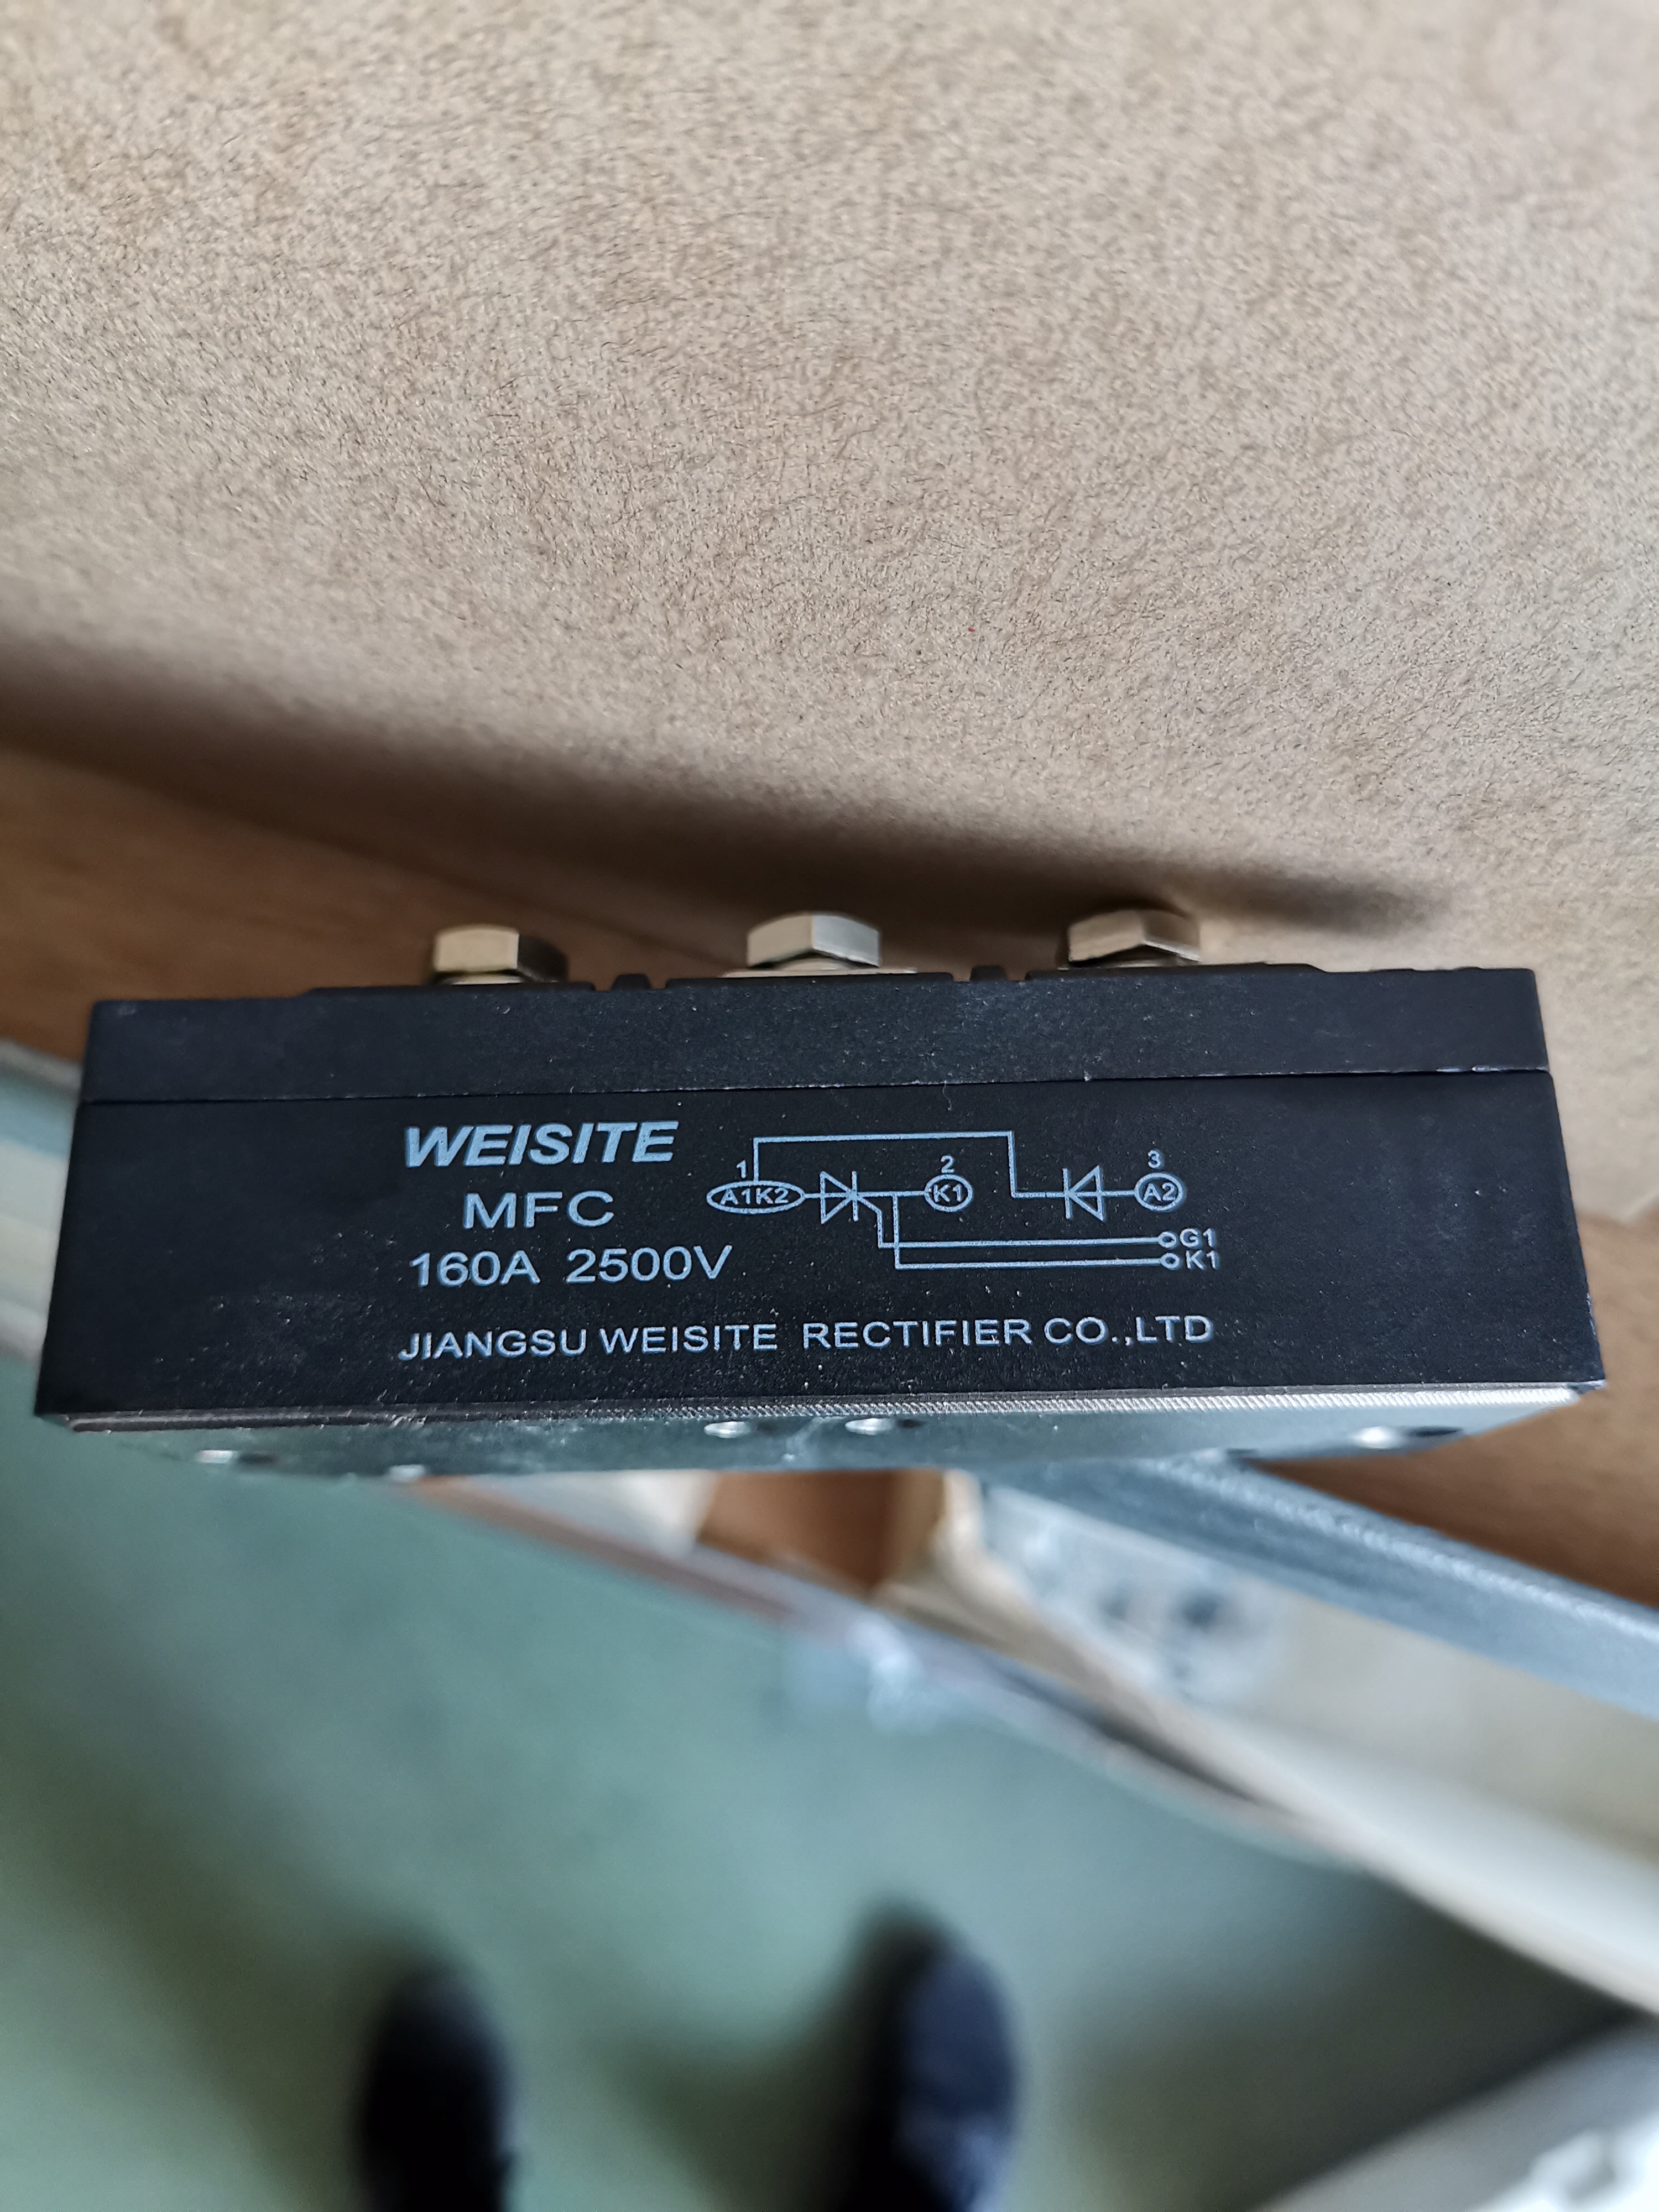 WEISITE
MFC
160A 2500V
1 2 3
A1K2 K1 A2
G1
K1
JIANGSU WEISITE RECTIFIER CO.,LTD